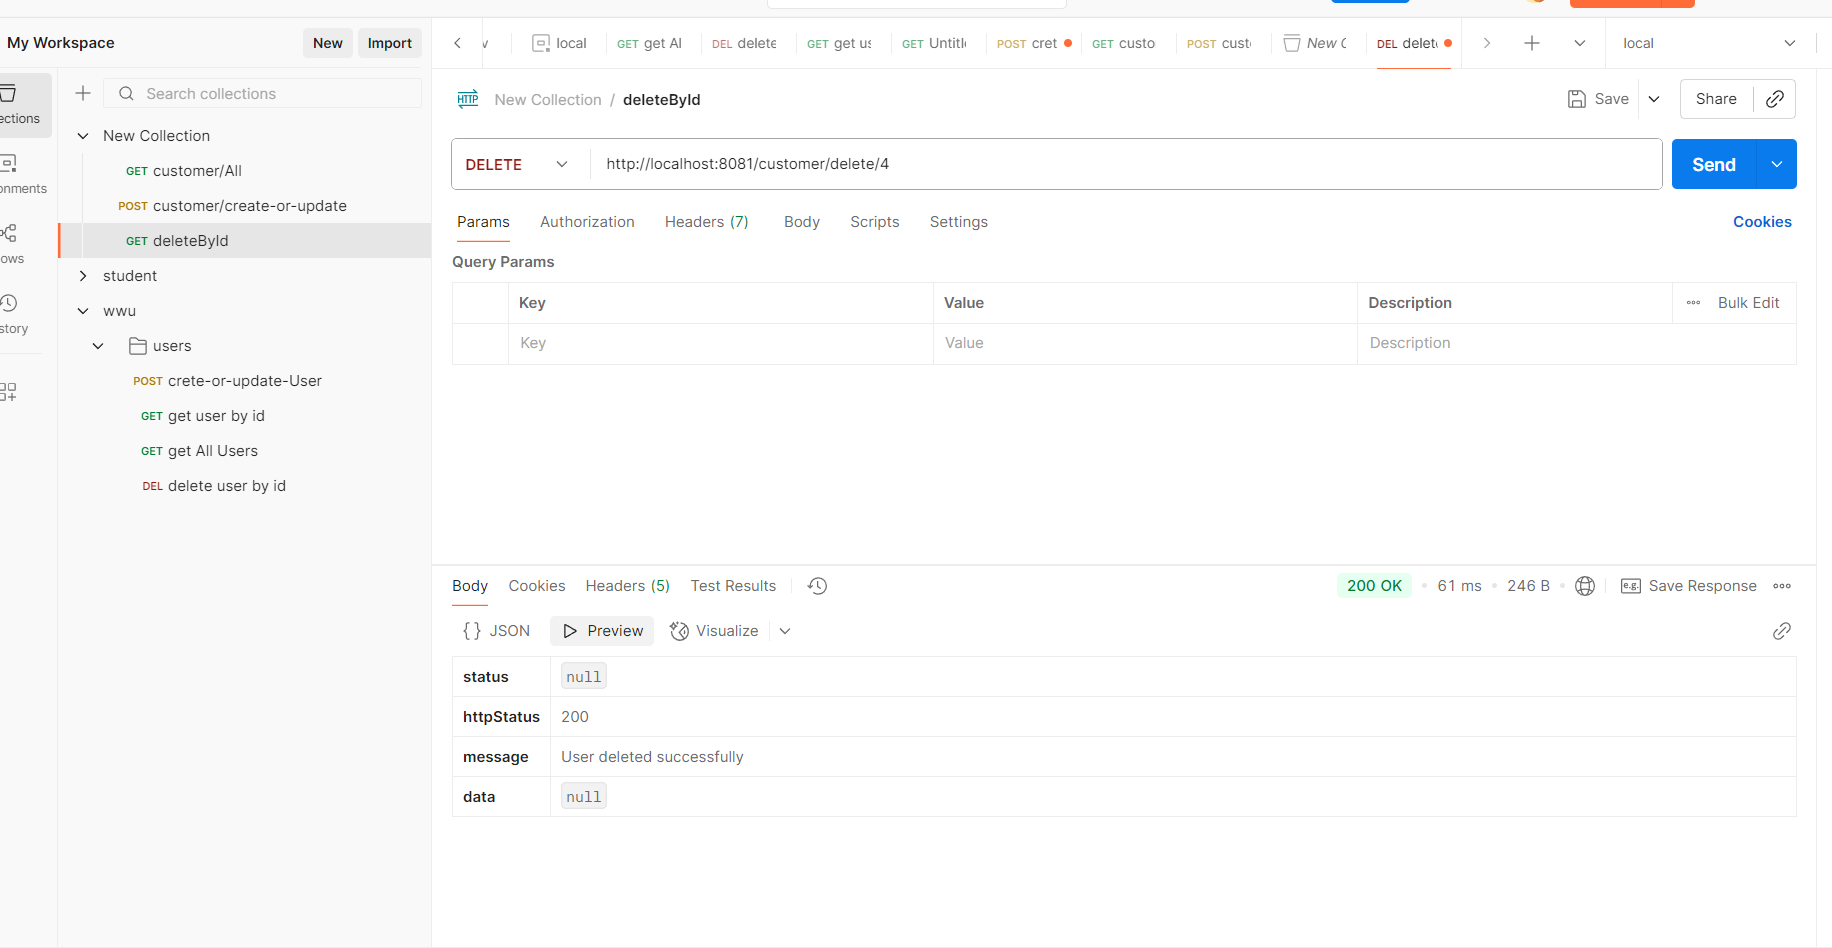 My Workspace
New
Import
local
GET get Al
DEL delete
GET get us
GET Untitl
POST cret
GET custo
POST cust
New C
DEL delet
local
ections
Search collections
onments
ows
story
New Collection
GET customer/All
POST customer/create-or-update
GET deleteById
student
wwu
users
POST crete-or-update-User
GET get user by id
GET get All Users
DEL delete user by id
HTTP New Collection / deleteById
Save
Share
DELETE http://localhost:8081/customer/delete/4
Send
Params Authorization Headers (7) Body Scripts Settings
Cookies
Query Params
Key Value Description Bulk Edit
Key Value Description
Body Cookies Headers (5) Test Results
200 OK • 61 ms • 246 B • e.g. Save Response
{} JSON Preview Visualize
status null
httpStatus 200
message User deleted successfully
data null